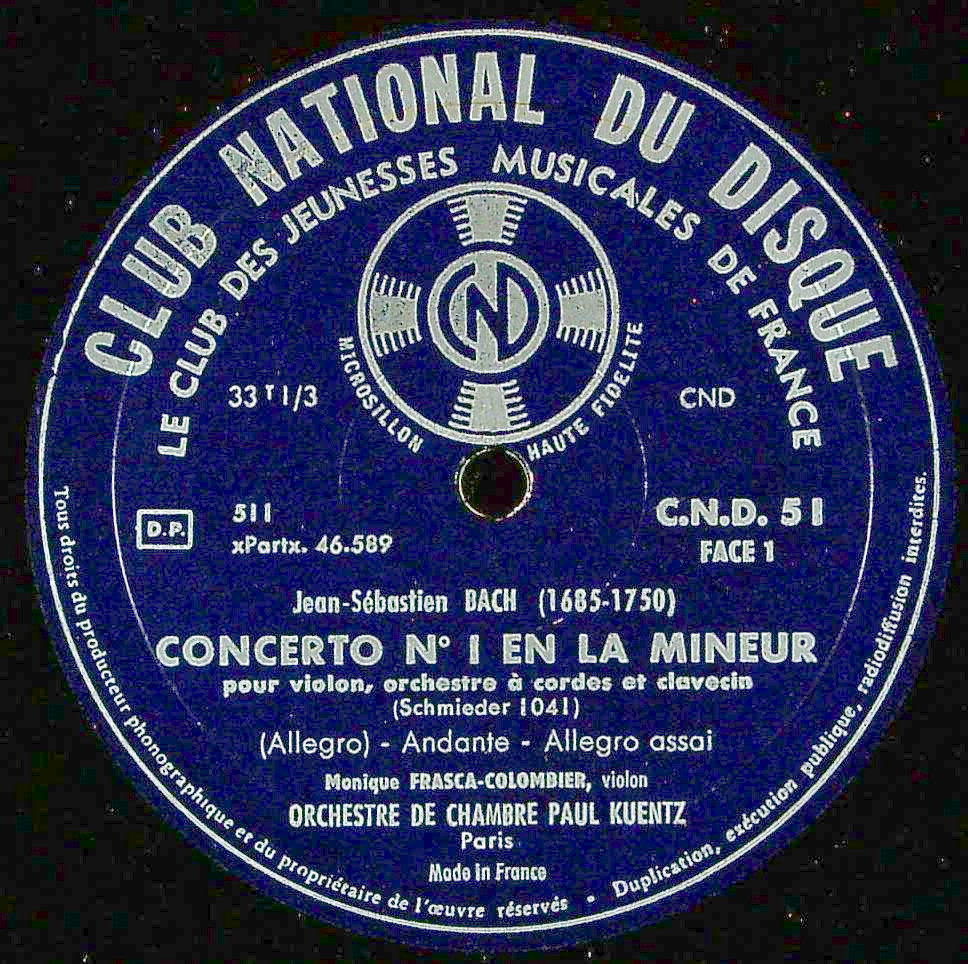 CLUB NATIONAL DU DISQUE
LE CLUB DES JEUNESSES MUSICALES DE FRANCE
CND
MICROSILLON
HAUTE FIDELITE
33 T 1/3
CND
D.P.
511
xPartx. 46.589
C.N.D. 51
FACE 1
Jean-Sébastien BACH (1685-1750)
CONCERTO Nº 1 EN LA MINEUR
pour violon, orchestre à cordes et clavecin
(Schmieder 1041)
(Allegro) - Andante - Allegro assai
Monique FRASCA-COLOMBIER, violon
ORCHESTRE DE CHAMBRE PAUL KUENTZ
Paris
Made in France
Tous droits du producteur phonographique et du propriétaire de l'œuvre réservés - Duplication, exécution publique, radiodiffusion interdites.